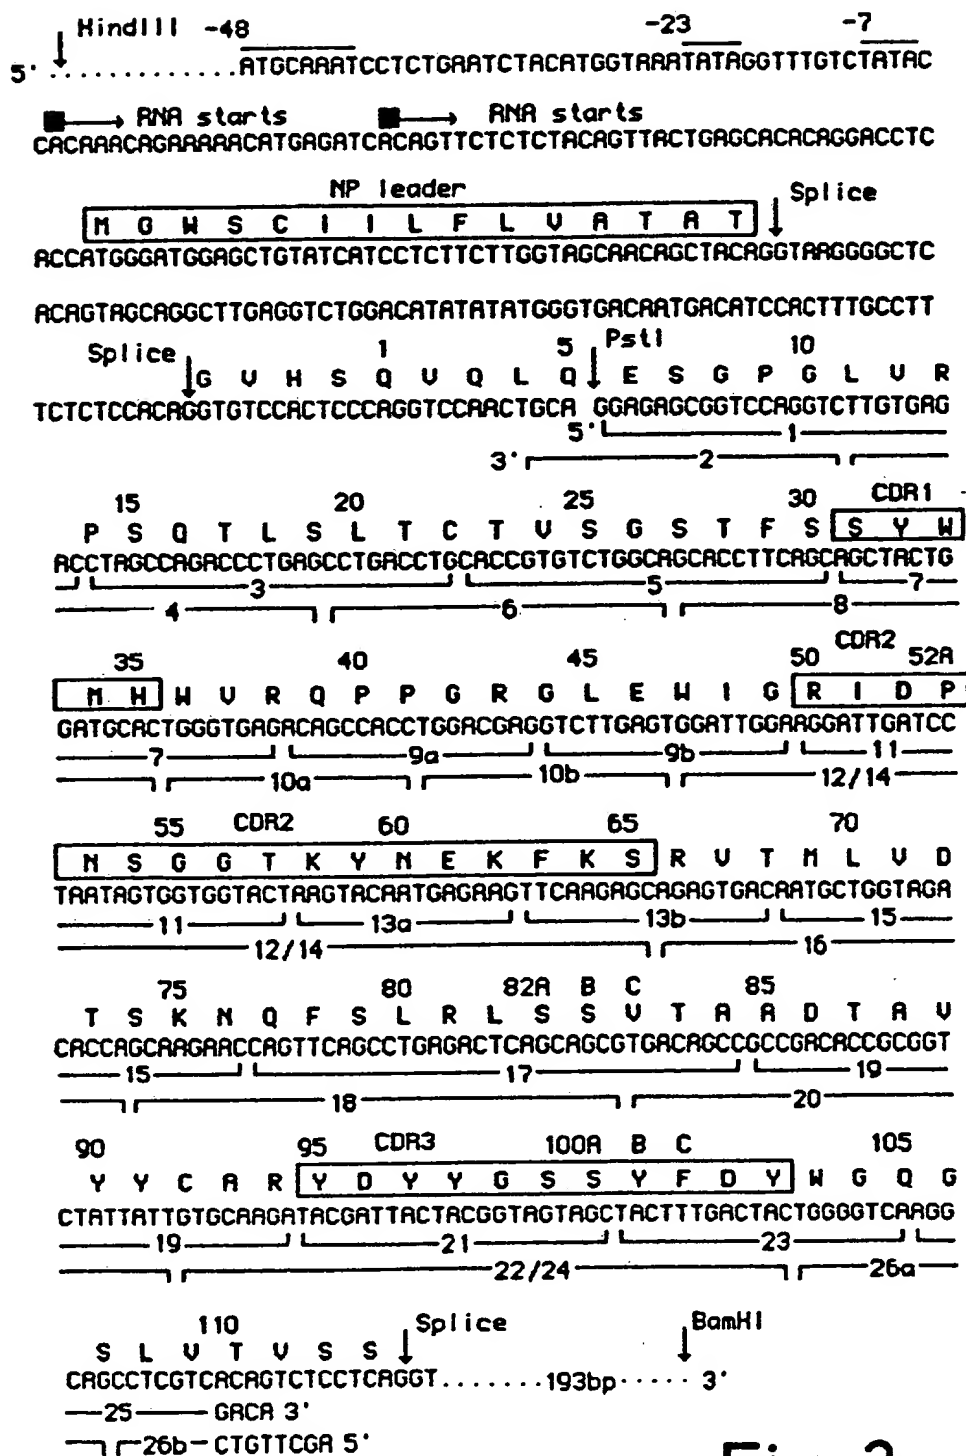 HindIII -48 -23 -7
5' ............ATGCAAATCCTCTGAATCTACATGGTAAATATAGGTTTGTCTATAC
RNA starts RNA starts
CACAAACAGAAAAACATGAGATCACAGTTCTCTCTACAGTTACTGAGCACACAGGACCTC
NP leader Splice
M G W S C I I L F L V A T A T
ACCATGGGATGGAGCTGTATCATCCTCTTCTTGGTAGCAACAGCTACAGGTAAGGGGCTC
ACAGTAGCAGGCTTGAGGTCTGGACATATATATGGGTGACAATGACATCCACTTTGCCTT
Splice 1 5 PstI 10
G V H S Q V Q L Q E S G P G L V R
TCTCTCCACAGGTGTCCACTCCCAGGTCCAACTGCA GGAGAGCGGTCCAGGTCTTGTGAG
5' 1
3' 2
15 20 25 30 CDR1
P S Q T L S L T C T V S G S T F S S Y W
ACCTAGCCAGACCCTGAGCCTGACCTGCACCGTGTCTGGCAGCACCTTCAGCAGCTACTG
3 5 7
4 6 8
35 40 45 50 CDR2 52A
M H W V R Q P P G R G L E W I G R I D P
GATGCACTGGGTGAGACAGCCACCTGGACGAGGTCTTGAGTGGATTGGAAGGATTGATCC
7 9a 9b 11
10a 10b 12/14
55 CDR2 60 65 70
N S G G T K Y N E K F K S R V T M L V D
TAATAGTGGTGGTACTAAGTACAATGAGAAGTTCAAGAGCAGAGTGACAATGCTGGTAGA
11 13a 13b 15
12/14 16
75 80 82A B C 85
T S K N Q F S L R L S S V T A A D T A V
CACCAGCAAGAACCAGTTCAGCCTGAGACTCAGCAGCGTGACAGCCGCCGACACCGCGGT
15 17 19
18 20
90 95 CDR3 100A B C 105
Y Y C A R Y D Y Y G S S Y F D Y W G Q G
CTATTATTGTGCAAGATACGATTACTACGGTAGTAGCTACTTTGACTACTGGGGTCAAGG
19 21 23
22/24 26a
110 Splice BamHI
S L V T V S S
CAGCCTCGTCACAGTCTCCTCAGGT.......193bp..... 3'
25 GACA 3'
26b CTGTTCGA 5'